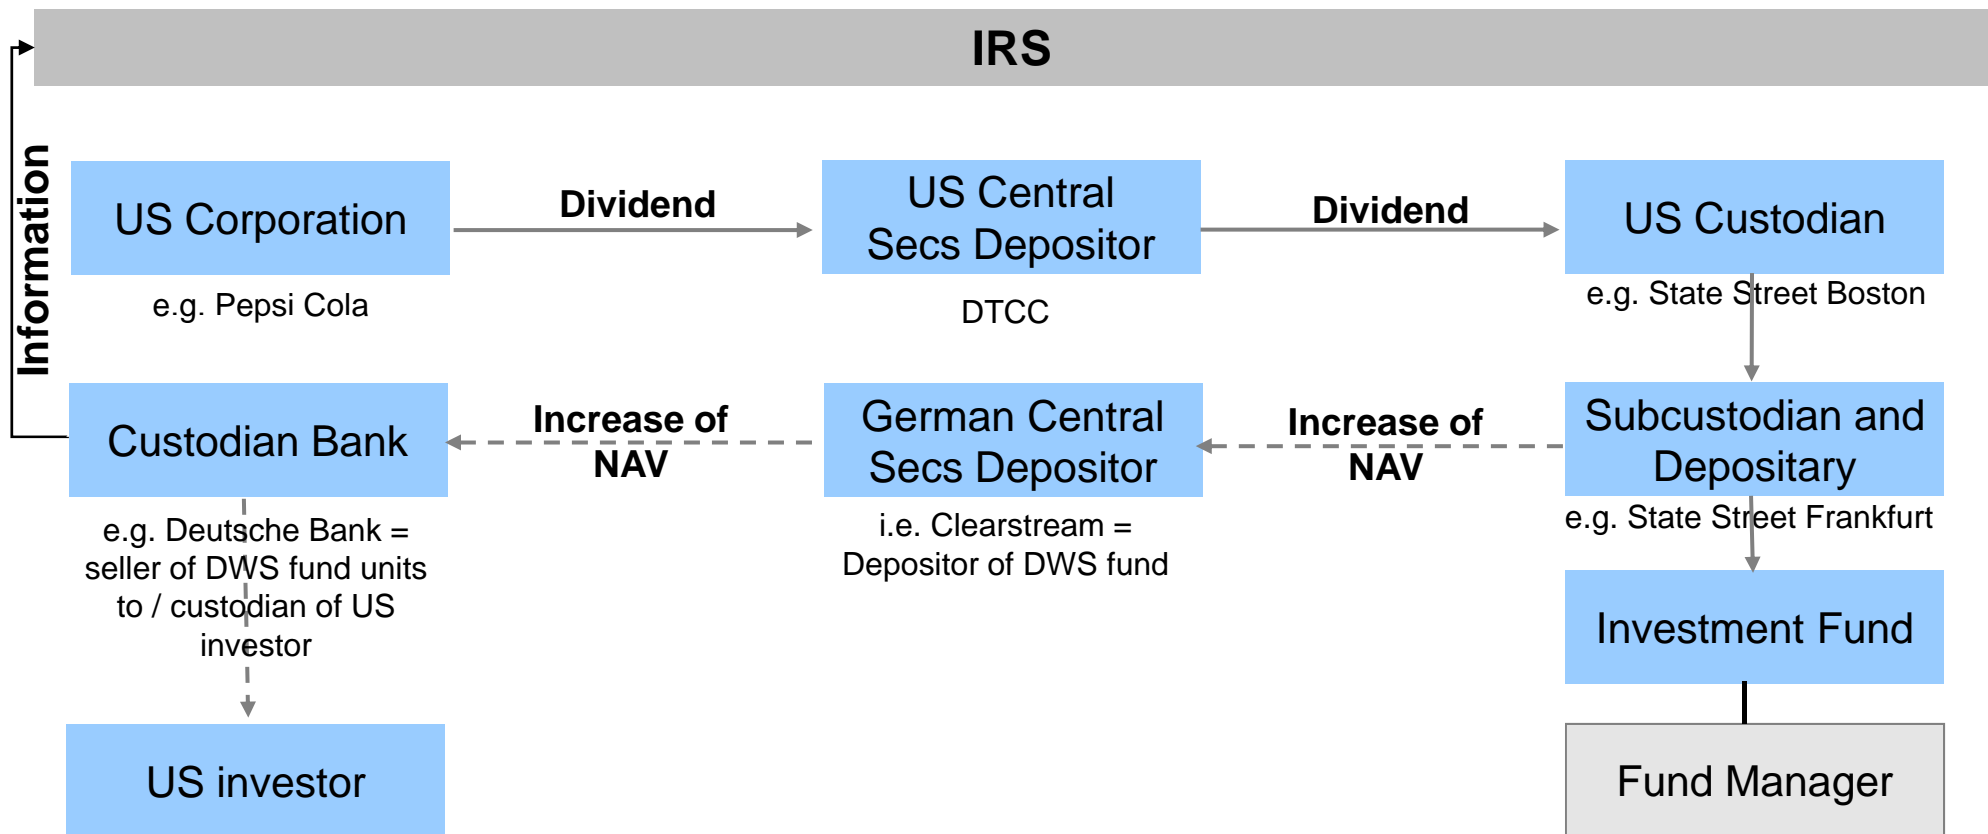 IRS
Information
US Corporation
e.g. Pepsi Cola
Dividend
US Central
Secs Depositor
DTCC
Dividend
US Custodian
e.g. State Street Boston
Custodian Bank
e.g. Deutsche Bank =
seller of DWS fund units
to / custodian of US
investor
Increase of
NAV
German Central
Secs Depositor
i.e. Clearstream =
Depositor of DWS fund
Increase of
NAV
Subcustodian and
Depositary
e.g. State Street Frankfurt
Investment Fund
US investor
Fund Manager